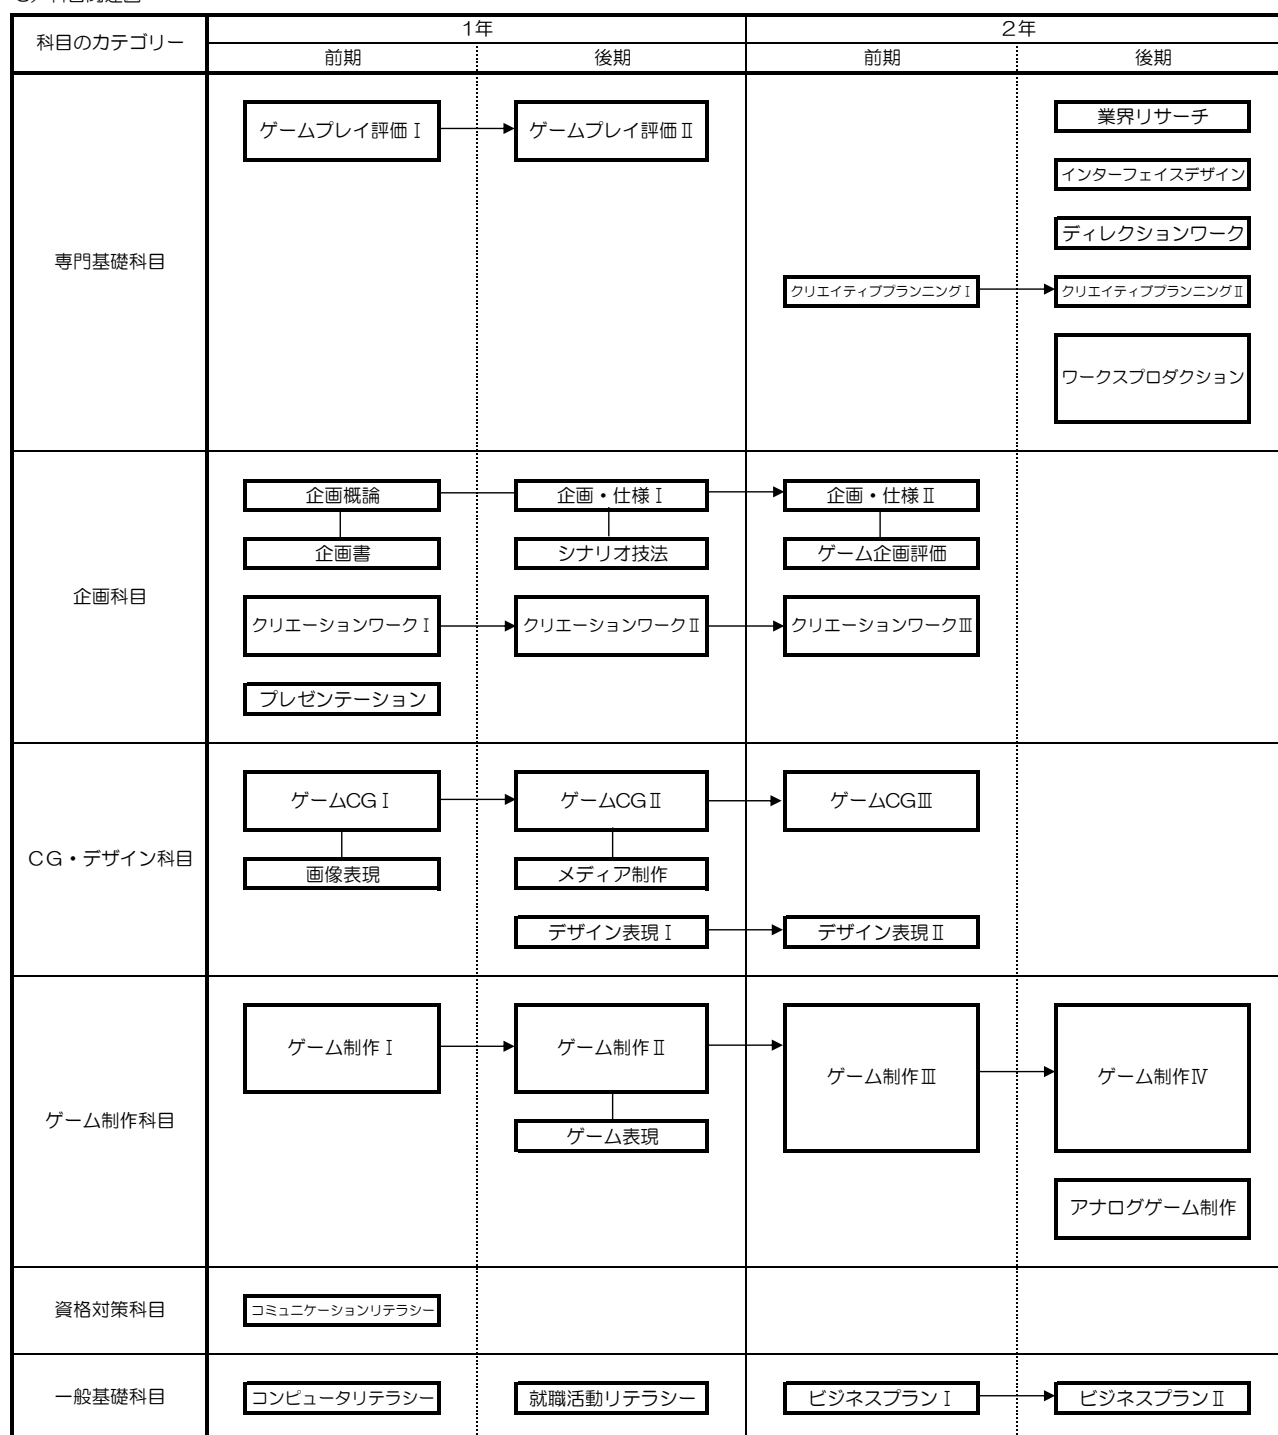 科目のカテゴリー
1年
2年
前期
後期
前期
後期
専門基礎科目
ゲームプレイ評価Ⅰ
ゲームプレイ評価Ⅱ
業界リサーチ
インターフェイスデザイン
ディレクションワーク
クリエイティブプランニングⅠ
クリエイティブプランニングⅡ
ワークスプロダクション
企画科目
企画概論
企画・仕様Ⅰ
企画・仕様Ⅱ
企画書
シナリオ技法
ゲーム企画評価
クリエーションワークⅠ
クリエーションワークⅡ
クリエーションワークⅢ
プレゼンテーション
CG・デザイン科目
ゲームCGⅠ
ゲームCGⅡ
ゲームCGⅢ
画像表現
メディア制作
デザイン表現Ⅰ
デザイン表現Ⅱ
ゲーム制作科目
ゲーム制作Ⅰ
ゲーム制作Ⅱ
ゲーム制作Ⅲ
ゲーム制作Ⅳ
ゲーム表現
アナログゲーム制作
資格対策科目
コミュニケーションリテラシー
一般基礎科目
コンピュータリテラシー
就職活動リテラシー
ビジネスプランⅠ
ビジネスプランⅡ